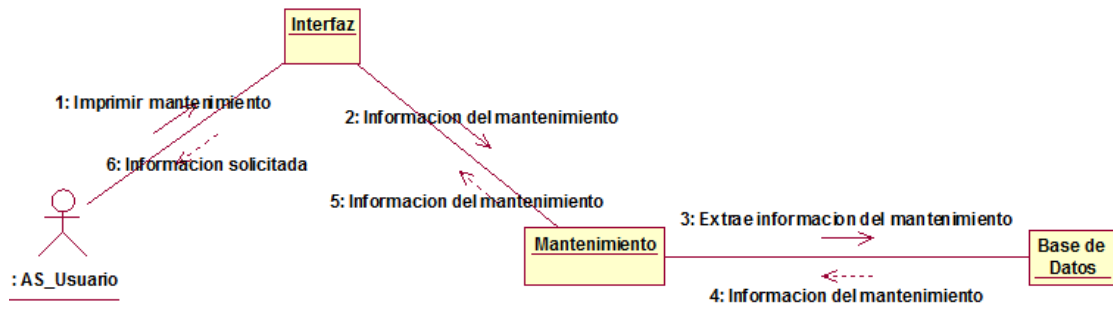 Interfaz
1: Imprimir mantenimiento
2: Informacion del mantenimiento
6: Informacion solicitada
5: Informacion del mantenimiento
3: Extrae informacion del mantenimiento
Mantenimiento
Base de
Datos
: AS_Usuario
4: Informacion del mantenimiento